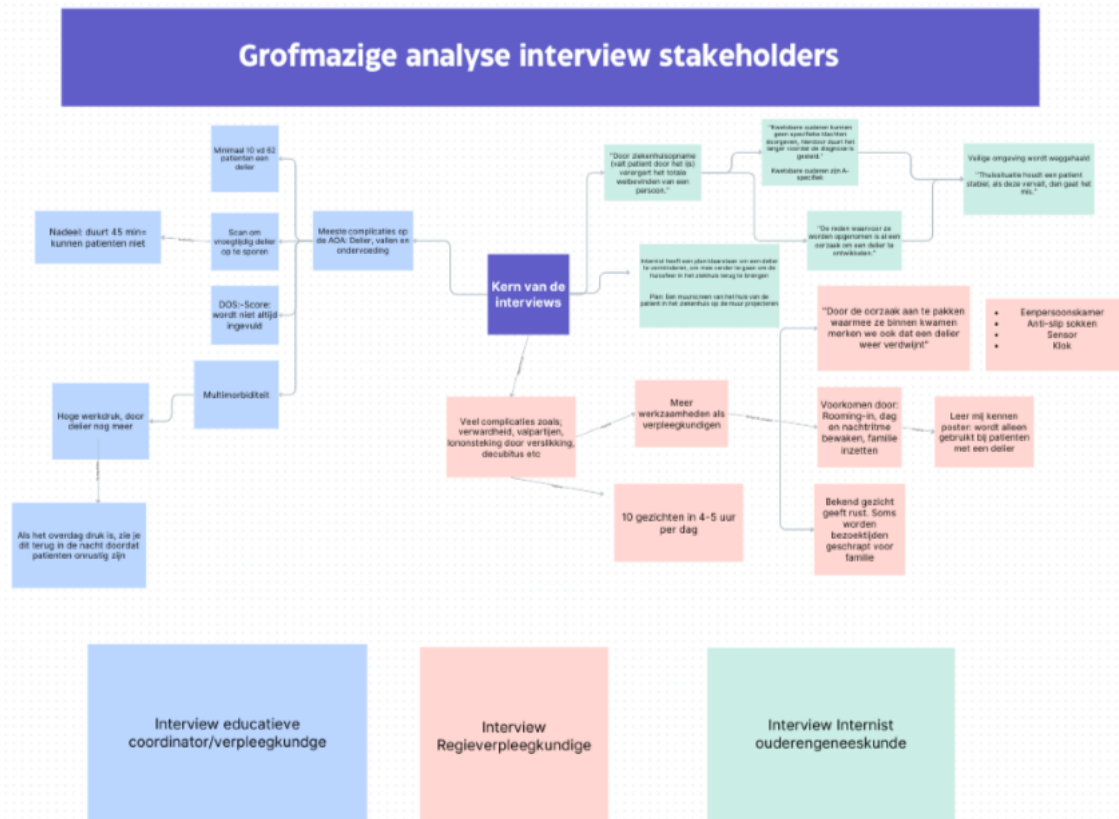 Grofmazige analyse interview stakeholders
Minimaal 10 vd 62
patienten een
delier
Nadeel: duurt 45 min=
kunnen patienten niet
Scan om
vroegtijdig delier
op te sporen
Meeste complicaties op
de AOA: Delier, vallen en
ondervoeding
DOS:-Score:
wordt niet altijd
ingevuld
Multimorbiditeit
Hoge werkdruk, door
delier nog meer
Als het overdag druk is, zie je
dit terug in de nacht doordat
patienten onrustig zijn
Kern van de
interviews
"Door ziekenhuisopname
(valt patient door het ijs)
verergert het totale
welbevinden van een
persoon."
"Kwetsbare ouderen kunnen
geen specifieke klachten
doorgeven, hierdoor duurt het
langer voordat de diagnose is
gesteld."
Kwetsbare ouderen zijn A-
specifiek
"De reden waarvoor ze
worden opgenomen is al een
oorzaak om een delier te
ontwikkelen."
Veilige omgeving wordt weggehaald
"Thuissituatie houdt een patient
stabiel, als deze vervalt, dan gaat het
mis."
Internist heeft een plan klaarstaan om een delier
te verminderen, om mee verder te gaan om de
huissfeer in het ziekhuis terug te brengen
Plan: Een muurscreen van het huis van de
patient in het ziekenhuis op de muur projecteren
"Door de oorzaak aan te pakken
waarmee ze binnen kwamen
merken we ook dat een delier
weer verdwijnt"
• Eenpersoonskamer
• Anti-slip sokken
• Sensor
• Klok
Veel complicaties zoals;
verwardheid, valpartijen,
lononsteking door verslikking,
decubitus etc
Meer
werkzaamheden als
verpleegkundigen
Voorkomen door:
Rooming-in, dag
en nachtritme
bewaken, familie
inzetten
Leer mij kennen
poster: wordt alleen
gebruikt bij patienten
met een delier
10 gezichten in 4-5 uur
per dag
Bekend gezicht
geeft rust. Soms
worden
bezoektijden
geschrapt voor
familie
Interview educatieve
coordinator/verpleegkundge
Interview
Regieverpleegkundige
Interview Internist
ouderengeneeskunde